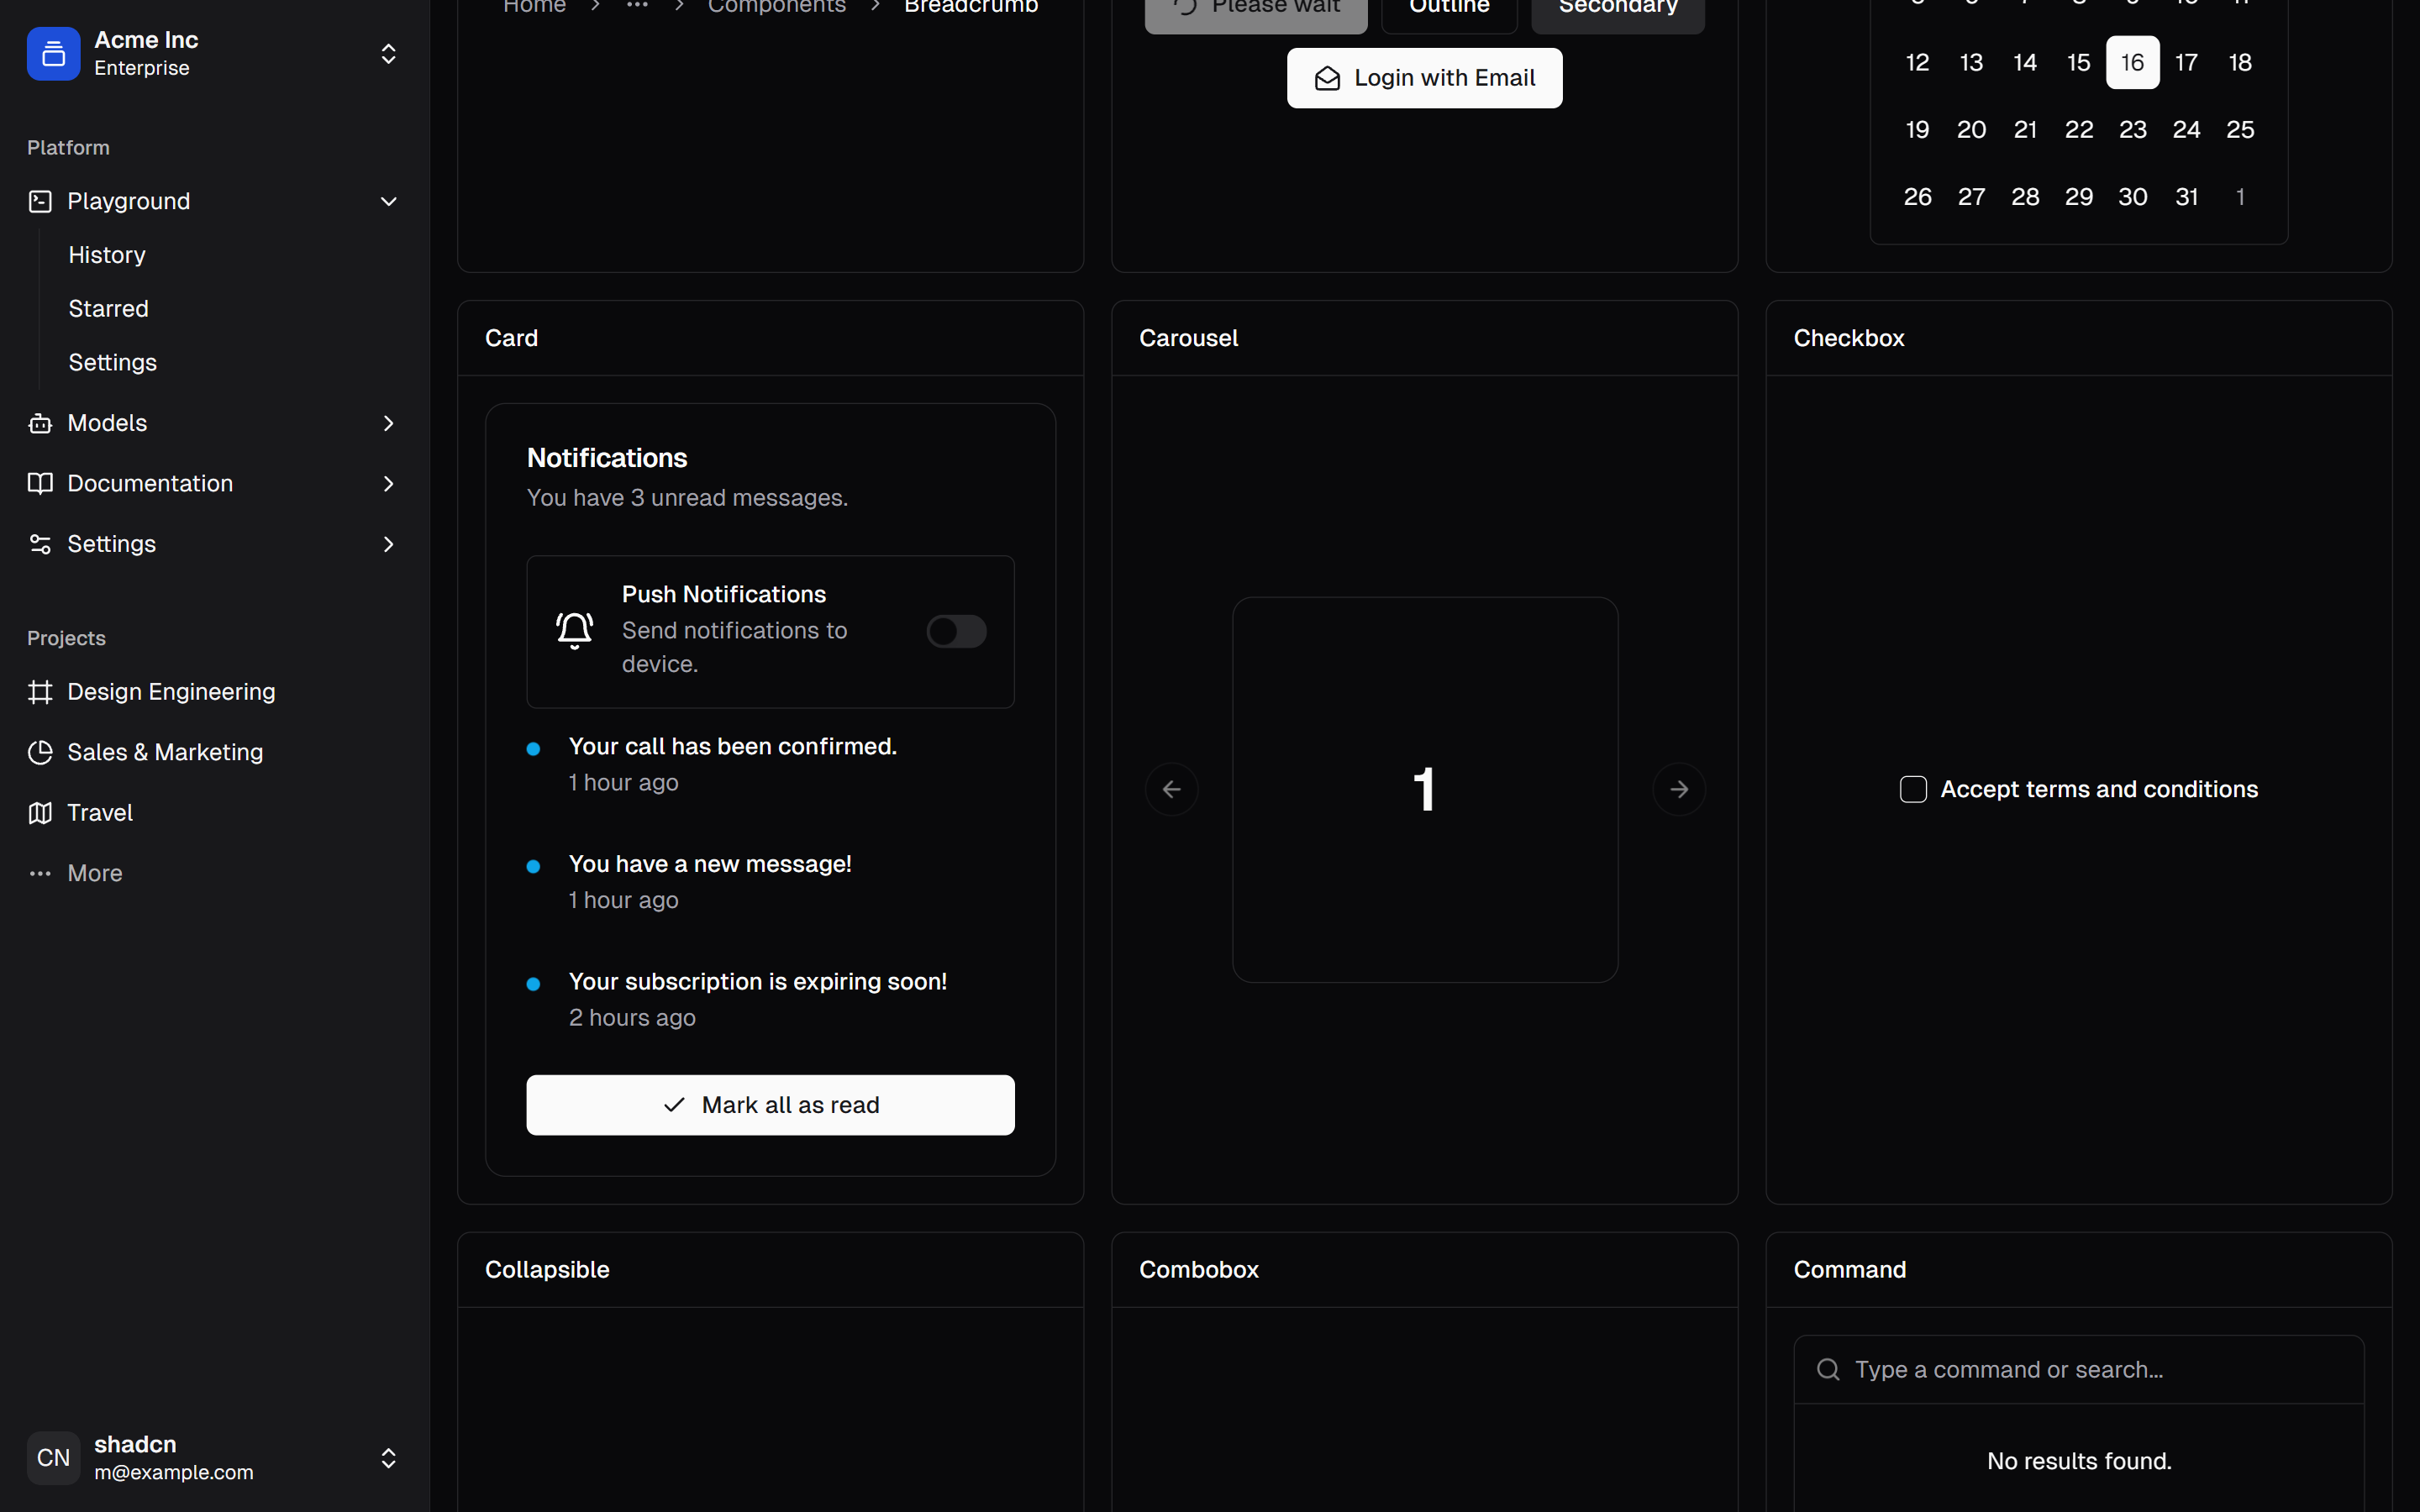 Acme Inc
Enterprise
Platform
Playground
History
Starred
Settings
Models
Documentation
Settings
Projects
Design Engineering
Sales & Marketing
Travel
More
CN
shadcn
m@example.com
Home
Components
Breadcrumb
Please wait
Outline
Secondary
Login with Email
12 13 14 15 16 17 18
19 20 21 22 23 24 25
26 27 28 29 30 31 1
Card
Notifications
You have 3 unread messages.
Push Notifications
Send notifications to
device.
Your call has been confirmed.
1 hour ago
You have a new message!
1 hour ago
Your subscription is expiring soon!
2 hours ago
Mark all as read
Carousel
1
Checkbox
Accept terms and conditions
Collapsible
Combobox
Command
Type a command or search...
No results found.